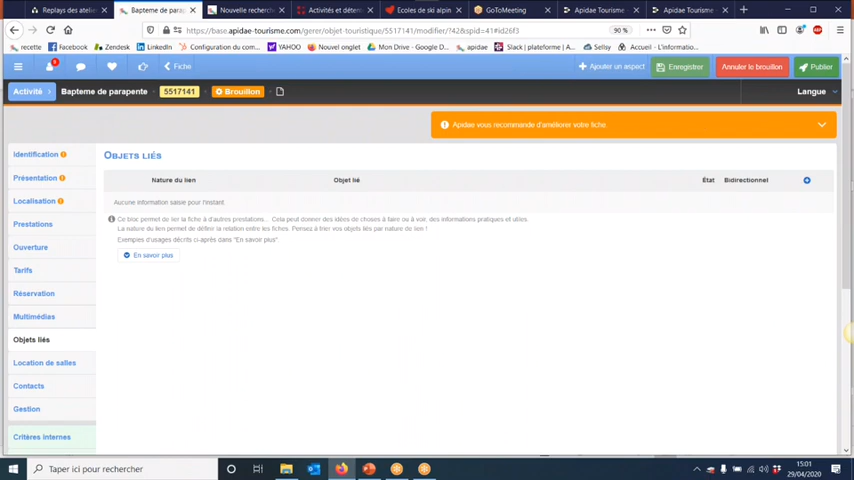 Replays des atelier
Bapteme de parap
Nouvelle recherch
Activités et déten
Ecoles de ski alpin
GoToMeeting
Apidae Tourisme
Apidae Tourisme
https://base.apidae-tourisme.com/gerer/objet-touristique/5517141/modifier/742&spid=41#id26f3
90 %
recette
Facebook
Zendesk
LinkedIn
Configuration du com...
YAHOO
Nouvel onglet
Mon Drive - Google D...
apidae
Slack | plateforme | A...
Sellsy
Accueil - L'informatio...
Fiche
Ajouter un aspect
Enregistrer
Annuler le brouillon
Publier
Activité
Bapteme de parapente
5517141
Brouillon
Langue
Apidae vous recommande d'améliorer votre fiche.
Identification
Présentation
Localisation
Prestations
Ouverture
Tarifs
Réservation
Multimédias
Objets liés
Location de salles
Contacts
Gestion
Critères internes
OBJETS LIÉS
Nature du lien
Objet lié
État
Bidirectionnel
Aucune information saisie pour l'instant.
Ce bloc permet de lier la fiche à d'autres prestations... Cela peut donner des idées de choses à faire ou à voir, des informations pratiques et utiles.
La nature du lien permet de définir la relation entre les fiches. Pensez à trier vos objets liés par nature de lien !
Exemples d'usages décrits ci-après dans "En savoir plus"
En savoir plus
Taper ici pour rechercher
15:01
29/04/2020